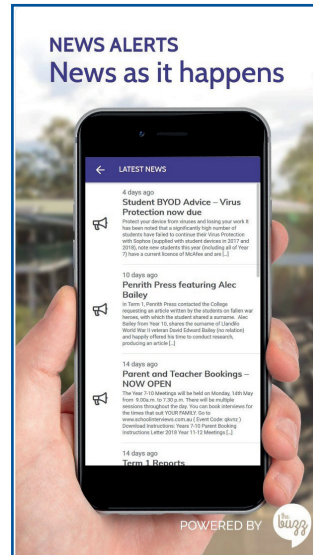 NEWS ALERTS
News as it happens
LATEST NEWS
4 days ago
Student BYOD Advice – Virus
Protection now due
Protect your device from viruses and losing your work It
has been noted that a significantly high number of
students have failed to continue their Virus Protection
with Sophos (supplied with student devices in 2017 and
2018), note new students this year (including all of Year
7) have a current licence of McAfee and are [...]
10 days ago
Penrith Press featuring Alec
Bailey
In Term 1, Penrith Press contacted the College
requesting an article written by the students on fallen war
heroes, with which the student shared a surname. Alec
Bailey from Year 10, shares the surname of Llandilo
World War II veteran David Edward Bailey (no relation)
and happily offered his time to conduct research,
producing an article [...]
14 days ago
Parent and Teacher Bookings –
NOW OPEN
The Year 7-10 Meetings will be held on Monday, 14th May
from 9.00a.m. to 7.30 p.m. There will be multiple
sessions throughout the day. You can book interviews for
the times that suit YOUR FAMILY. Go to
www.schoolinterviews.com.au ( Event Code: qkvnz )
Download Instructions: Years 7-10 Parent Booking
Instructions Letter 2018 Year 11-12 Meetings [...]
14 days ago
Term 1 Reports
POWERED BY
the
buzz